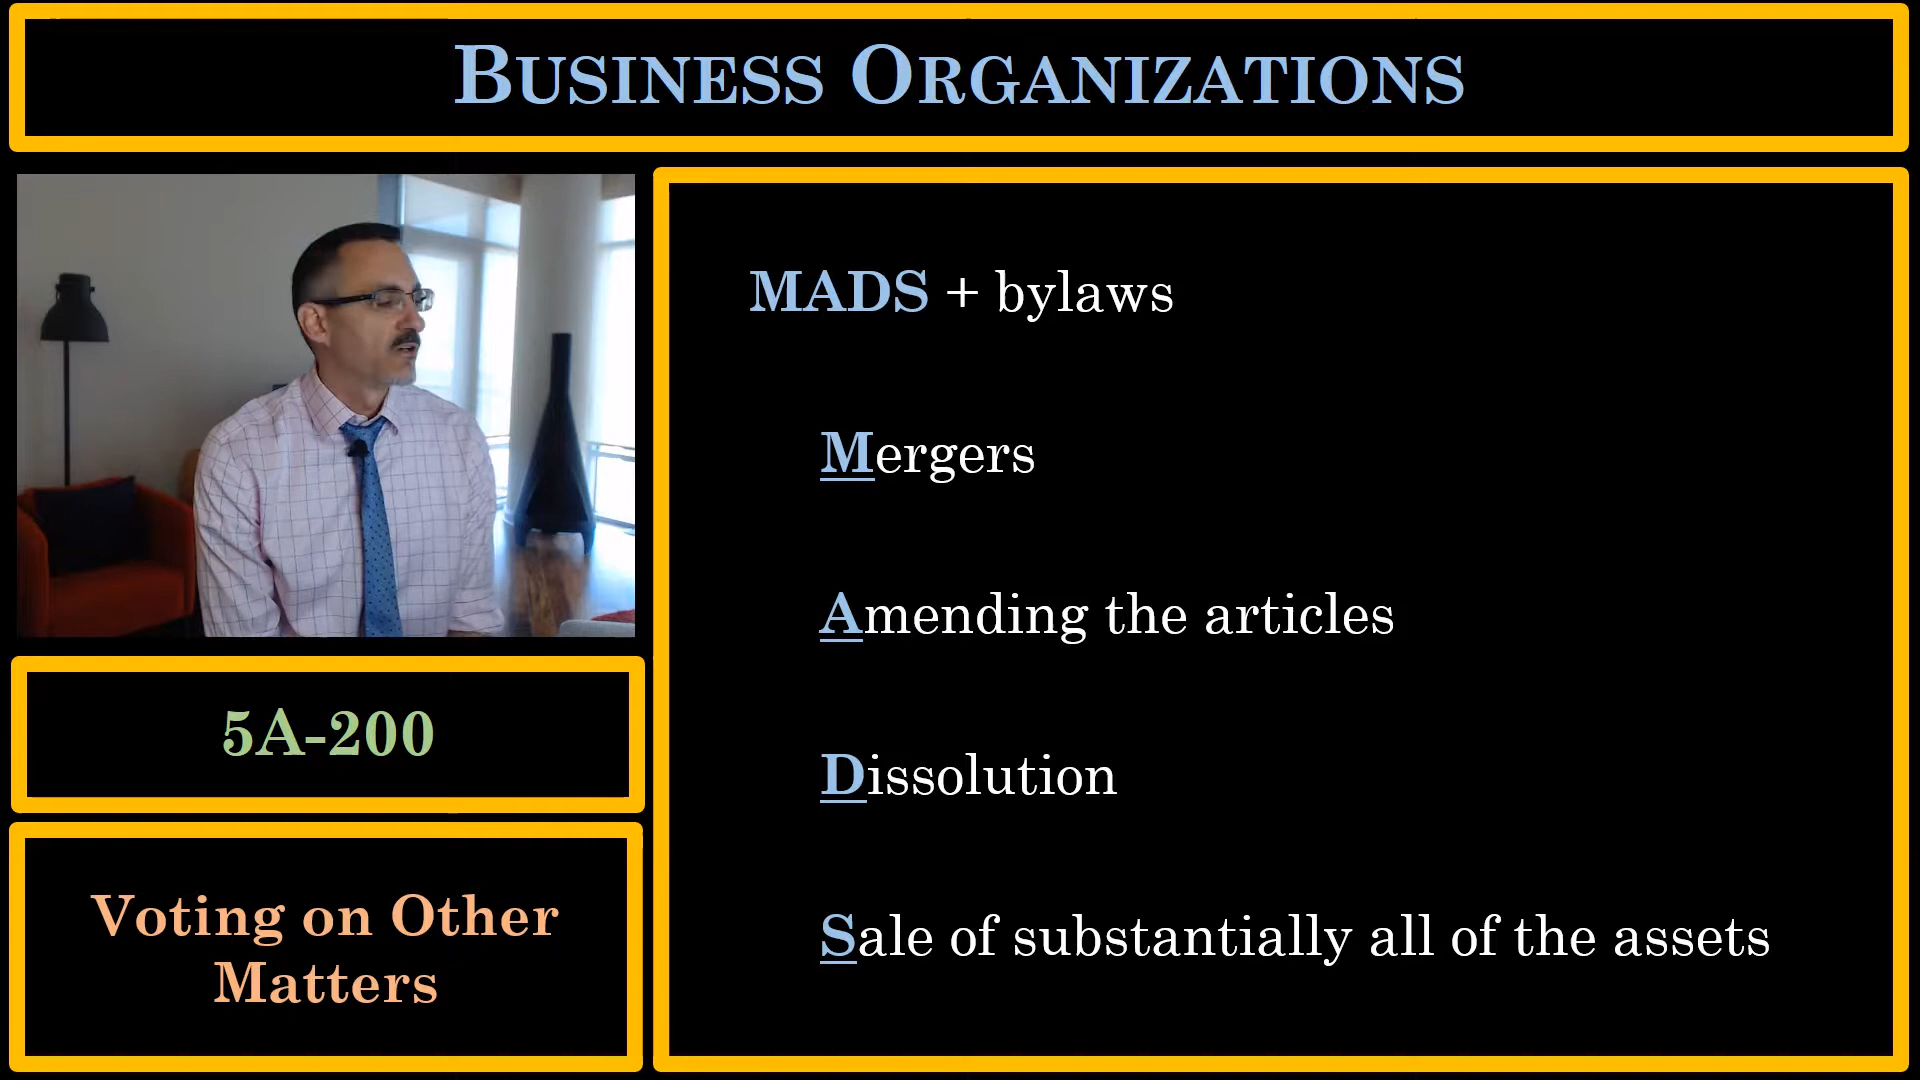 BUSINESS ORGANIZATIONS
MADS + bylaws
Mergers
Amending the articles
Dissolution
Sale of substantially all of the assets
5A-200
Voting on Other
Matters